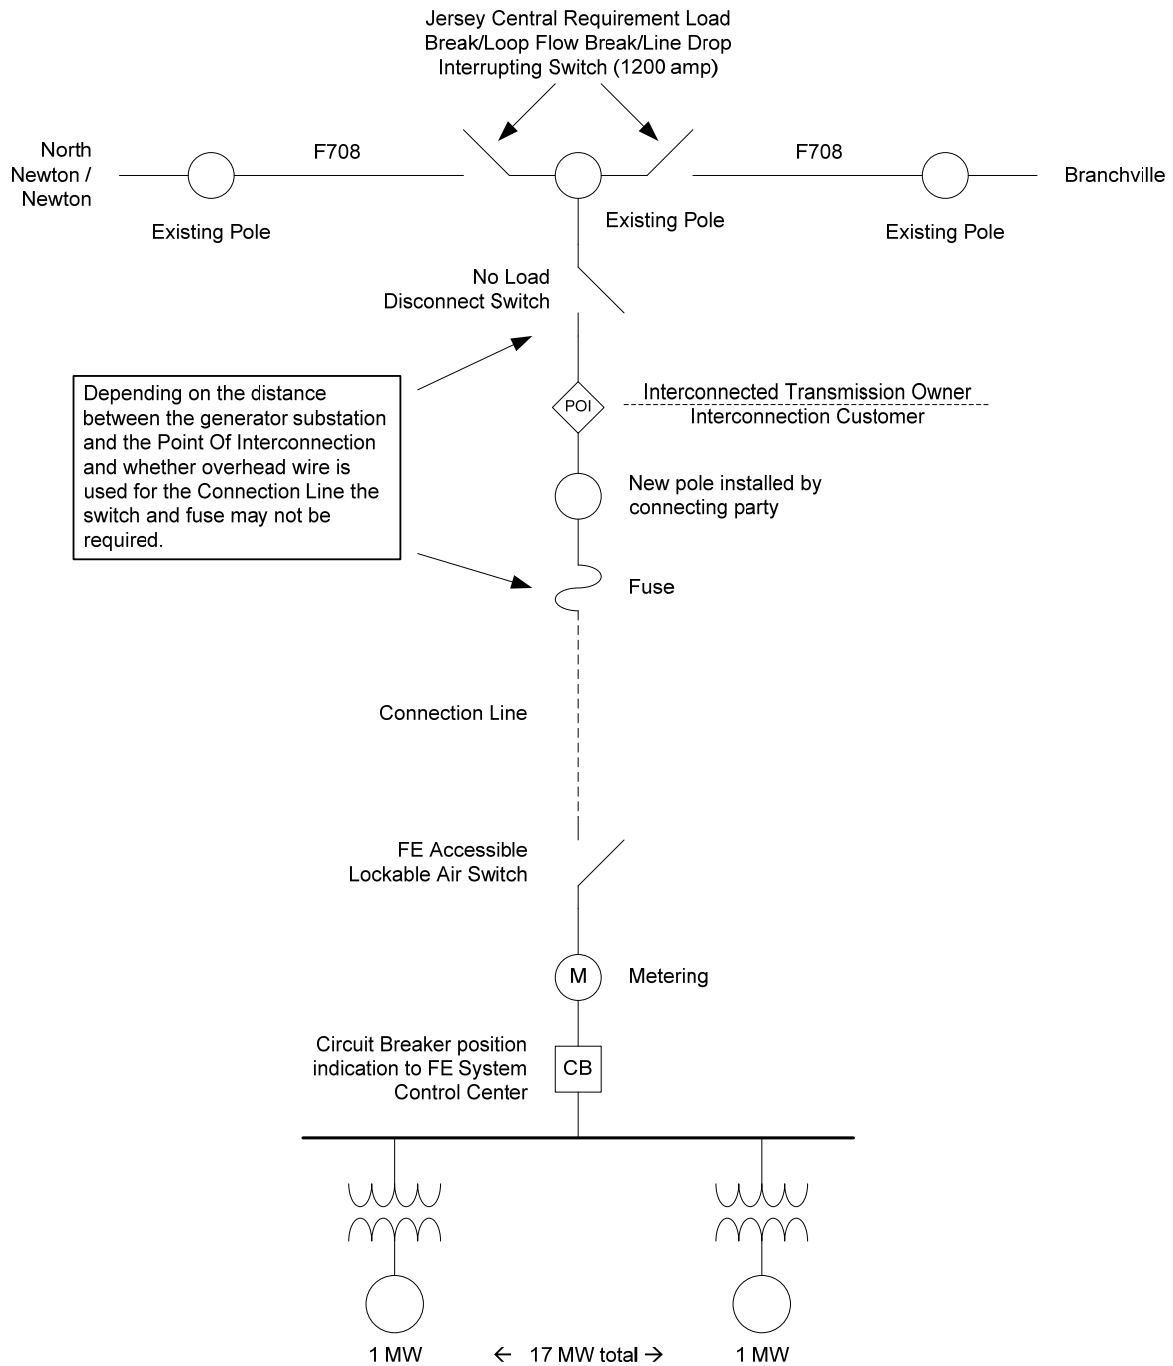 Jersey Central Requirement Load
Break/Loop Flow Break/Line Drop
Interrupting Switch (1200 amp)
North
Newton /
Newton
F708
F708
Branchville
Existing Pole
Existing Pole
Existing Pole
No Load
Disconnect Switch
Depending on the distance
between the generator substation
and the Point Of Interconnection
and whether overhead wire is
used for the Connection Line the
switch and fuse may not be
required.
POI
Interconnected Transmission Owner
Interconnection Customer
New pole installed by
connecting party
Fuse
Connection Line
FE Accessible
Lockable Air Switch
M
Metering
Circuit Breaker position
indication to FE System
Control Center
CB
1 MW
← 17 MW total →
1 MW